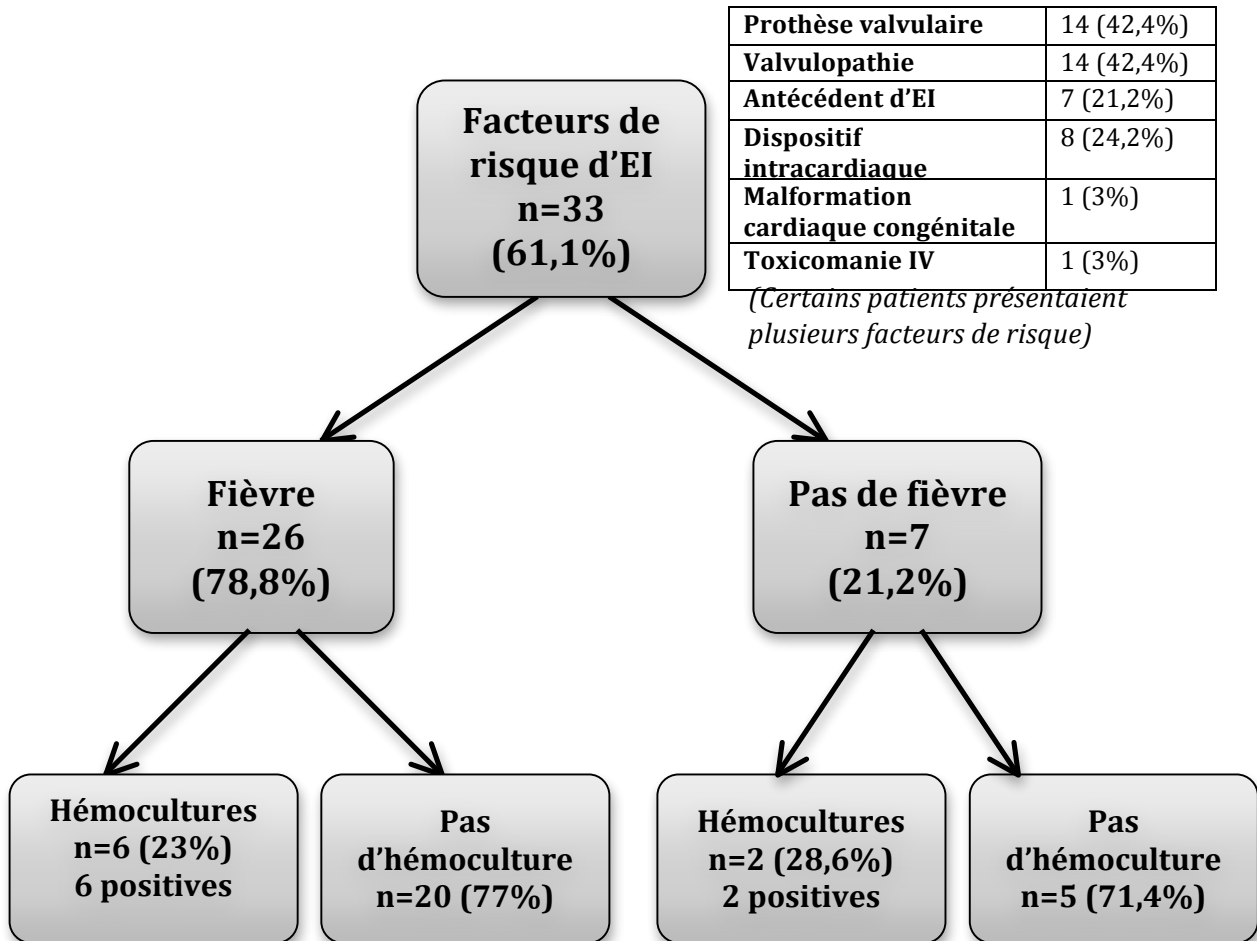 Prothèse valvulaire 14 (42,4%)
Valvulopathie 14 (42,4%)
Antécédent d'EI 7 (21,2%)
Dispositif 8 (24,2%)
intracardiaque
Malformation 1 (3%)
cardiaque congénitale
Toxicomanie IV 1 (3%)
(Certains patients présentaient
plusieurs facteurs de risque)
Facteurs de
risque d’EI
n=33
(61,1%)
Fièvre
n=26
(78,8%)
Pas de fièvre
n=7
(21,2%)
Hémocultures
n=6 (23%)
6 positives
Pas
d’hémoculture
n=20 (77%)
Hémocultures
n=2 (28,6%)
2 positives
Pas
d’hémoculture
n=5 (71,4%)